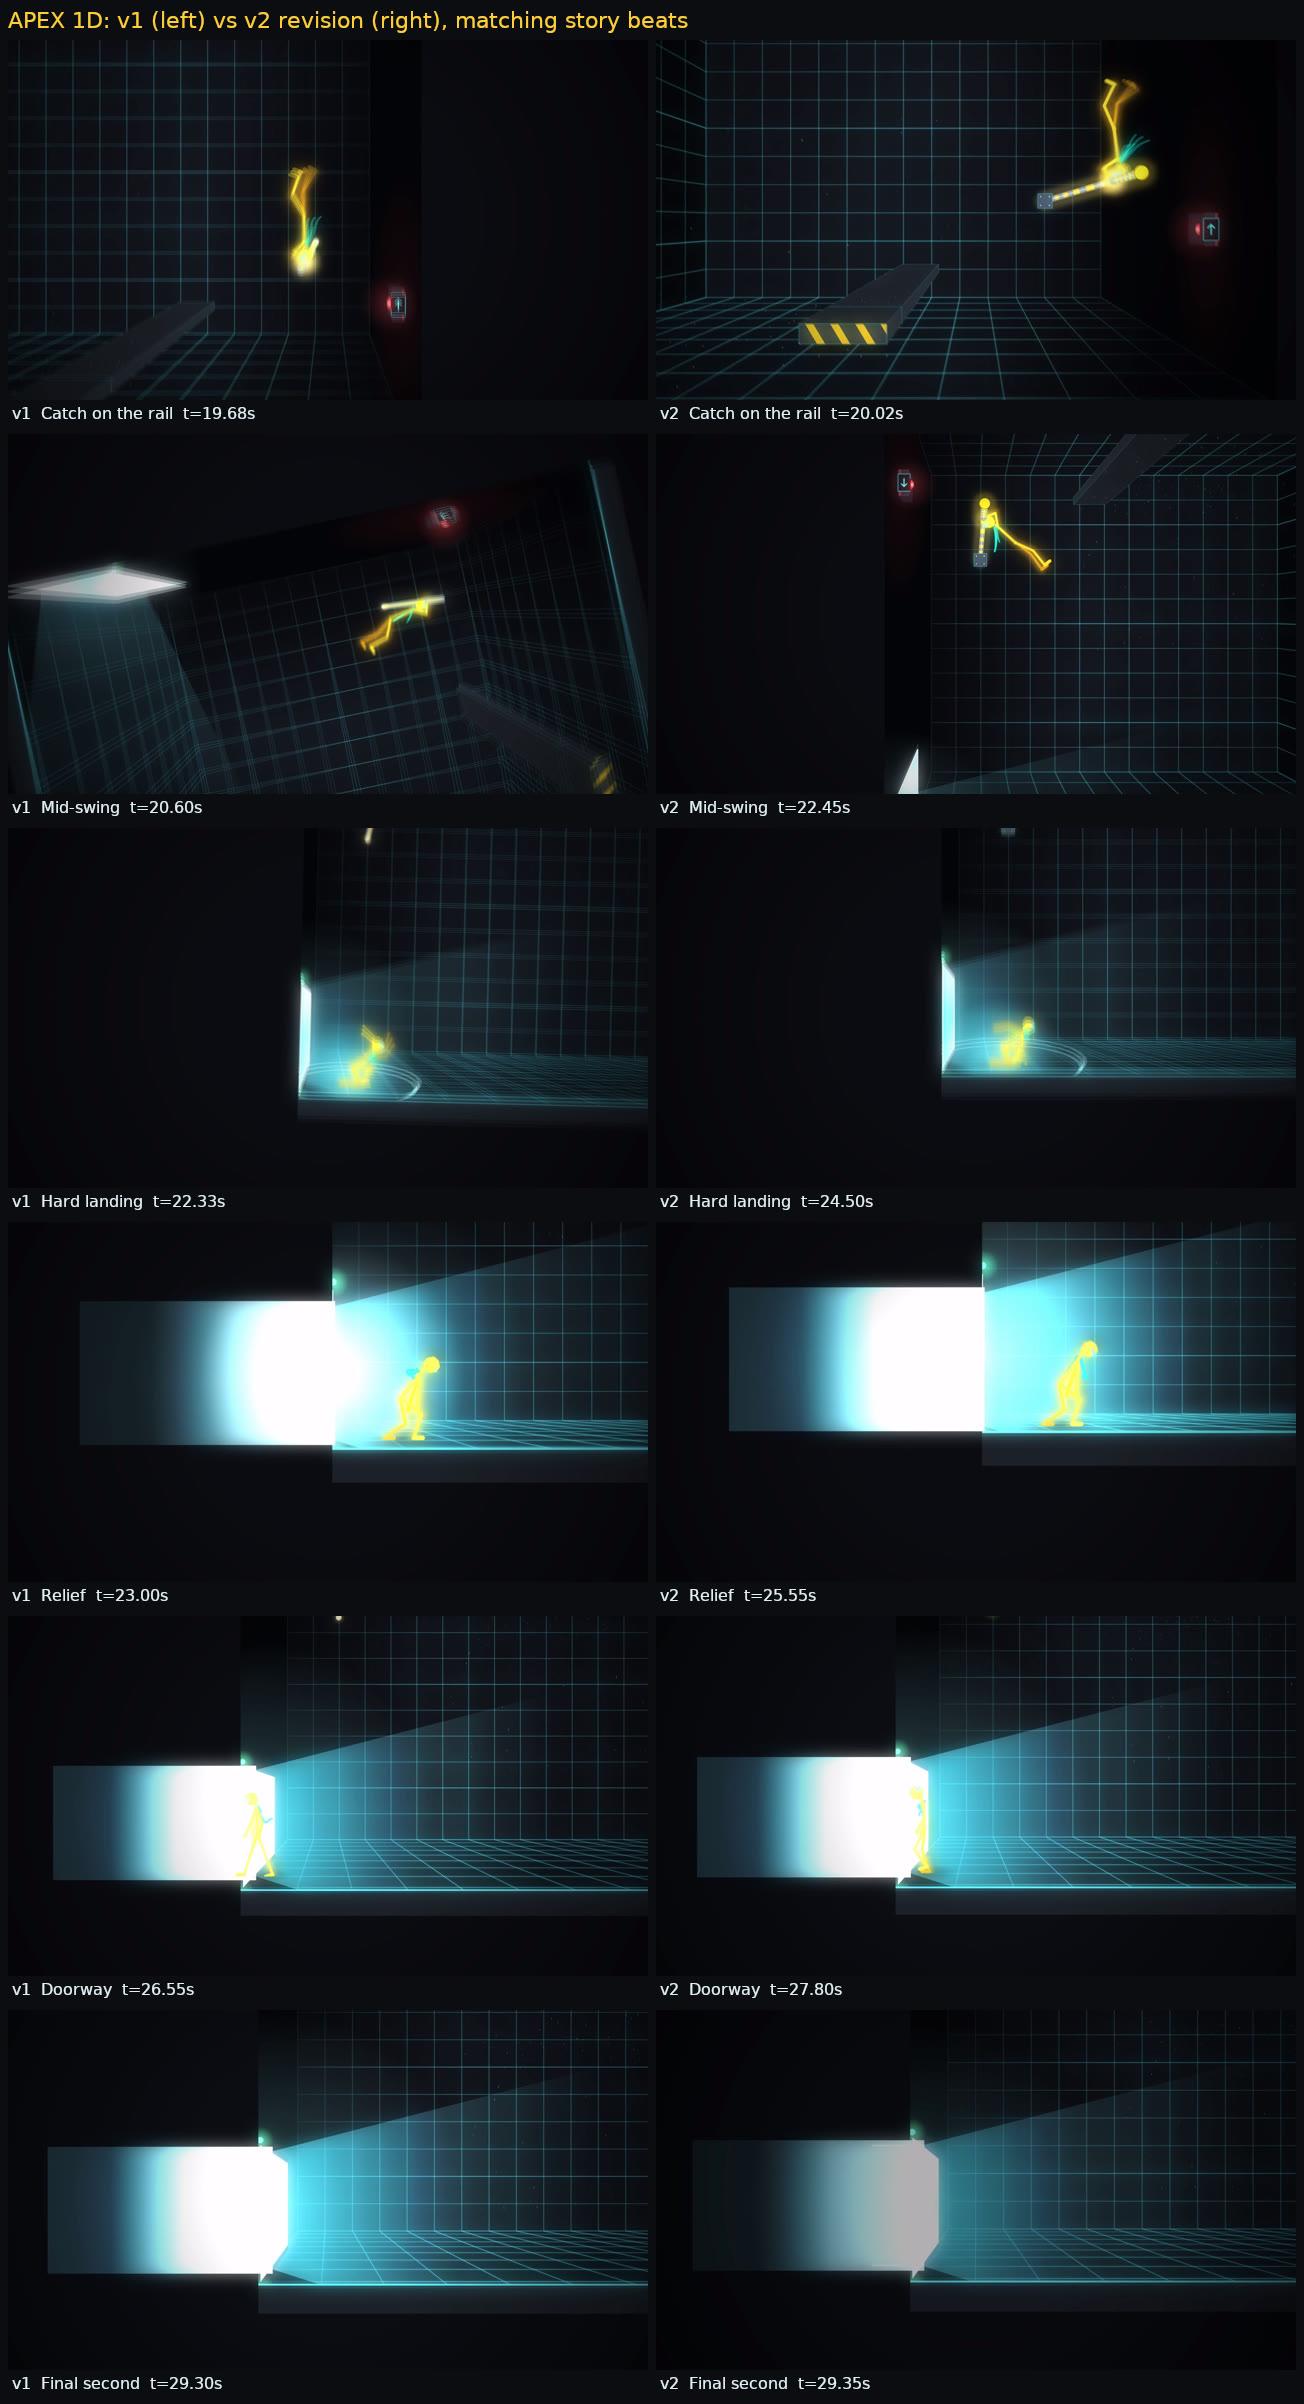 APEX 1D: v1 (left) vs v2 revision (right), matching story beats
v1  Catch on the rail  t=19.68s
v2  Catch on the rail  t=20.02s
v1  Mid-swing  t=20.60s
v2  Mid-swing  t=22.45s
v1  Hard landing  t=22.33s
v2  Hard landing  t=24.50s
v1  Relief  t=23.00s
v2  Relief  t=25.55s
v1  Doorway  t=26.55s
v2  Doorway  t=27.80s
v1  Final second  t=29.30s
v2  Final second  t=29.35s